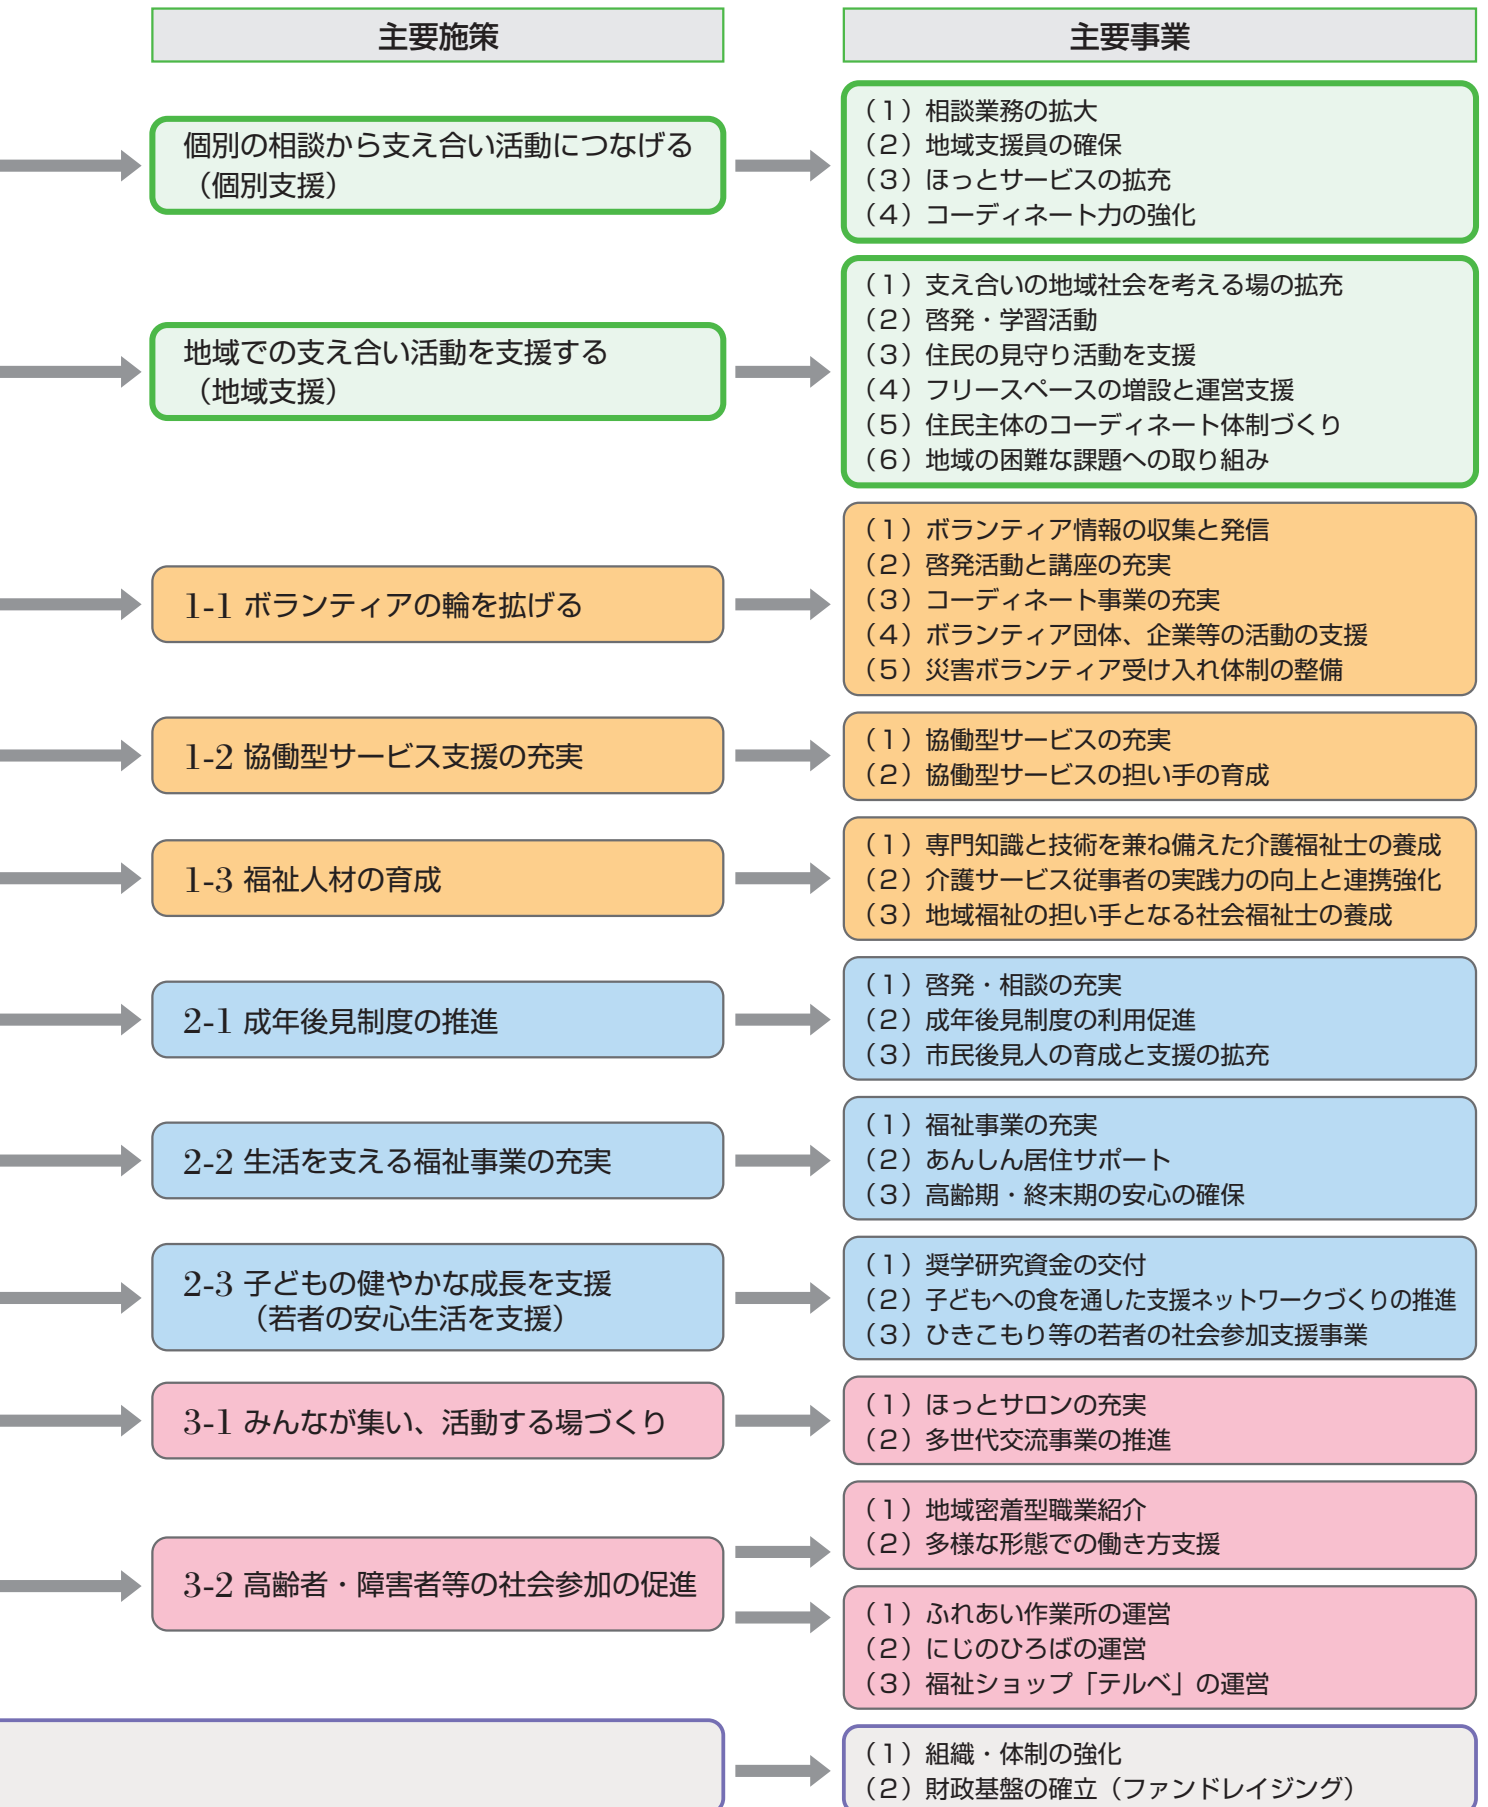 主要施策
主要事業
個別の相談から支え合い活動につなげる
（個別支援）
（１）相談業務の拡大
（２）地域支援員の確保
（３）ほっとサービスの拡充
（４）コーディネート力の強化
地域での支え合い活動を支援する
（地域支援）
（１）支え合いの地域社会を考える場の拡充
（２）啓発・学習活動
（３）住民の見守り活動を支援
（４）フリースペースの増設と運営支援
（５）住民主体のコーディネート体制づくり
（６）地域の困難な課題への取り組み
1-1 ボランティアの輪を拡げる
（１）ボランティア情報の収集と発信
（２）啓発活動と講座の充実
（３）コーディネート事業の充実
（４）ボランティア団体、企業等の活動の支援
（５）災害ボランティア受け入れ体制の整備
1-2 協働型サービス支援の充実
（１）協働型サービスの充実
（２）協働型サービスの担い手の育成
1-3 福祉人材の育成
（１）専門知識と技術を兼ね備えた介護福祉士の養成
（２）介護サービス従事者の実践力の向上と連携強化
（３）地域福祉の担い手となる社会福祉士の養成
2-1 成年後見制度の推進
（１）啓発・相談の充実
（２）成年後見制度の利用促進
（３）市民後見人の育成と支援の拡充
2-2 生活を支える福祉事業の充実
（１）福祉事業の充実
（２）あんしん居住サポート
（３）高齢期・終末期の安心の確保
2-3 子どもの健やかな成長を支援
（若者の安心生活を支援）
（１）奨学研究資金の交付
（２）子どもへの食を通した支援ネットワークづくりの推進
（３）ひきこもり等の若者の社会参加支援事業
3-1 みんなが集い、活動する場づくり
（１）ほっとサロンの充実
（２）多世代交流事業の推進
3-2 高齢者・障害者等の社会参加の促進
（１）地域密着型職業紹介
（２）多様な形態での働き方支援
（１）ふれあい作業所の運営
（２）にじのひろばの運営
（３）福祉ショップ「テルベ」の運営
（１）組織・体制の強化
（２）財政基盤の確立（ファンドレイジング）